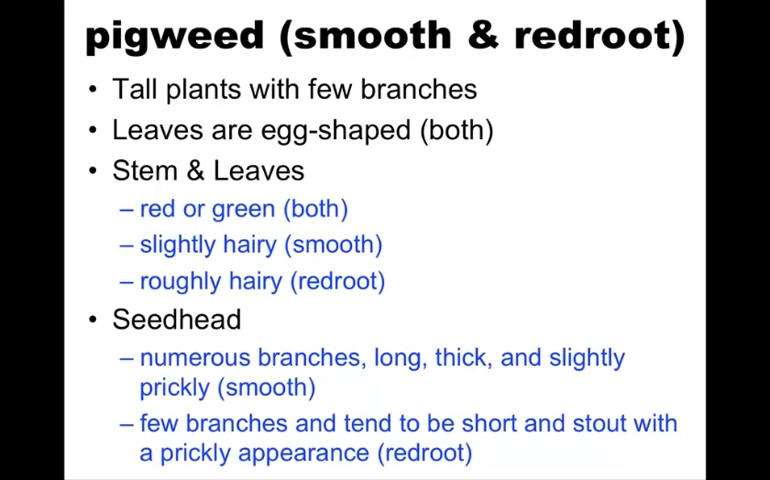 pigweed (smooth & redroot)
• Tall plants with few branches
• Leaves are egg-shaped (both)
• Stem & Leaves
– red or green (both)
– slightly hairy (smooth)
– roughly hairy (redroot)
• Seedhead
– numerous branches, long, thick, and slightly
prickly (smooth)
– few branches and tend to be short and stout with
a prickly appearance (redroot)